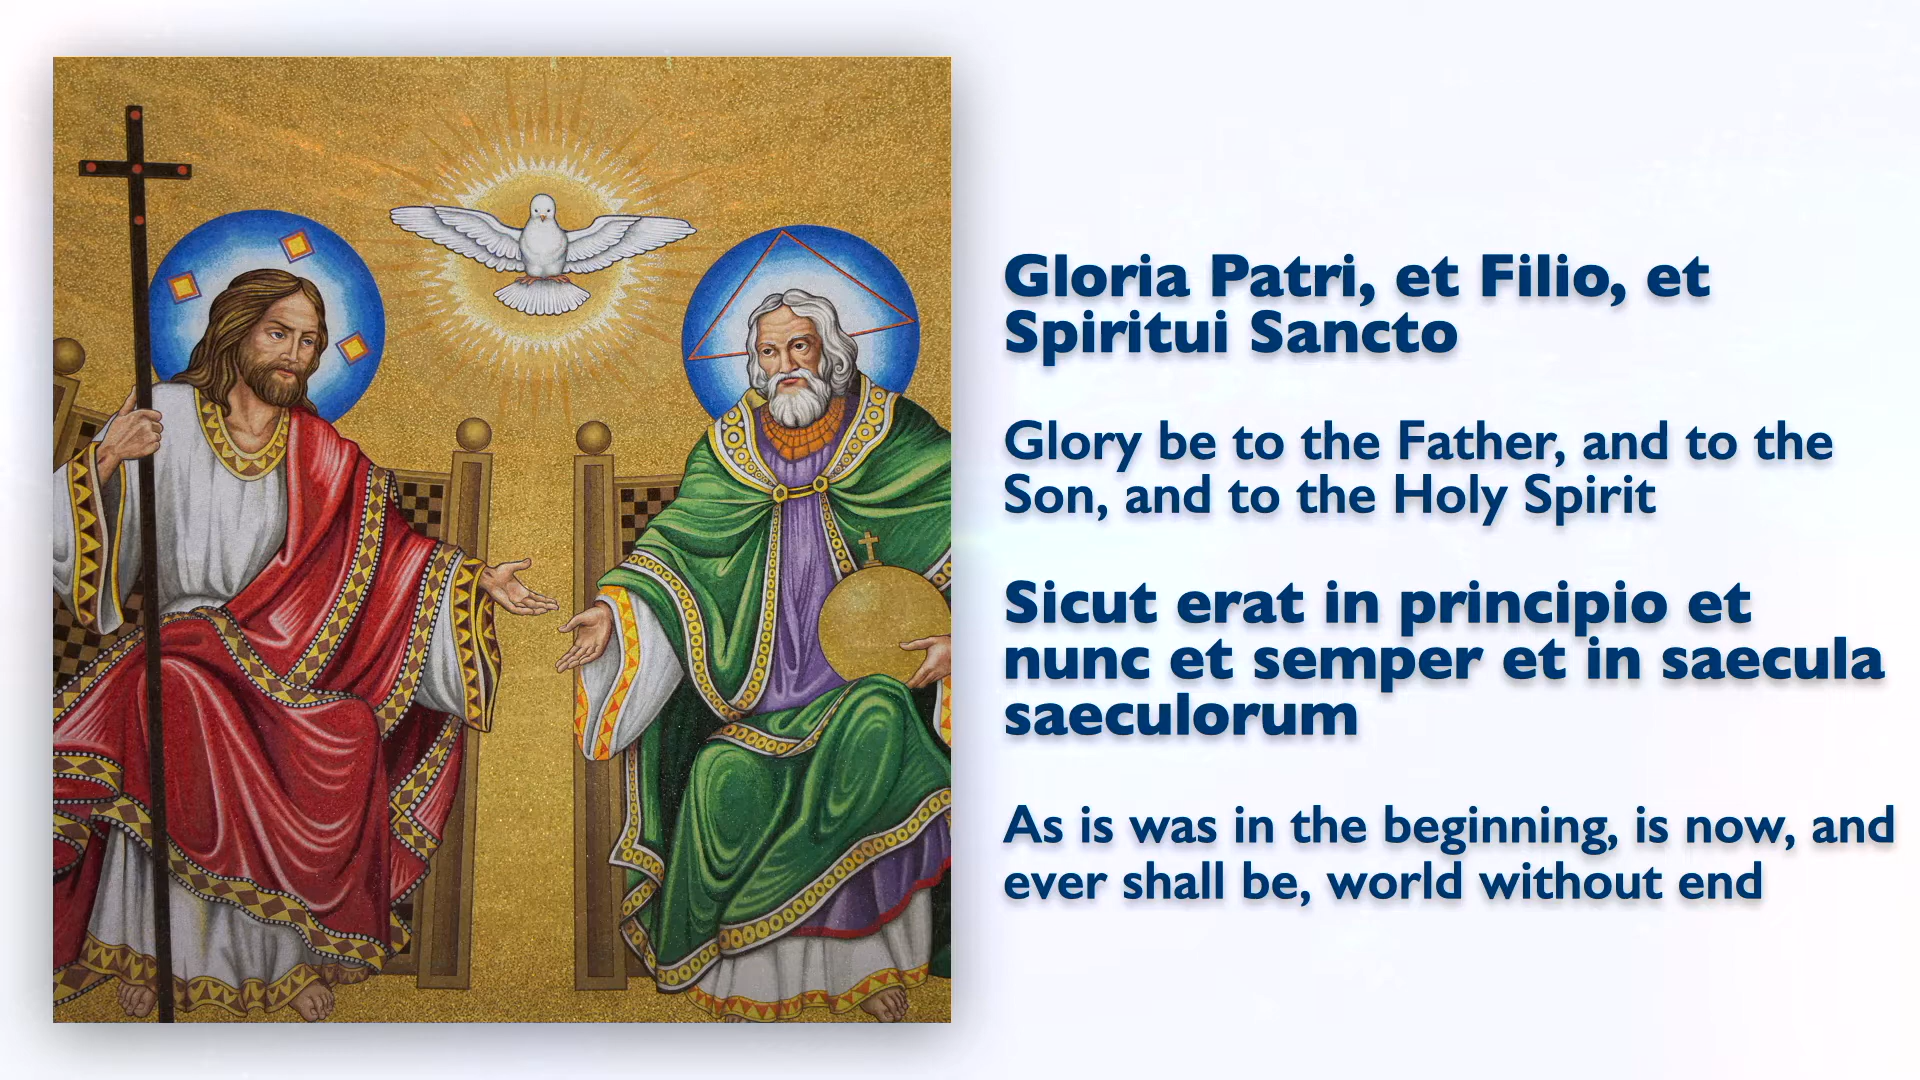 Gloria Patri, et Filio, et
Spiritui Sancto
Glory be to the Father, and to the
Son, and to the Holy Spirit
Sicut erat in principio et
nunc et semper et in saecula
saeculorum
As is was in the beginning, is now, and
ever shall be, world without end